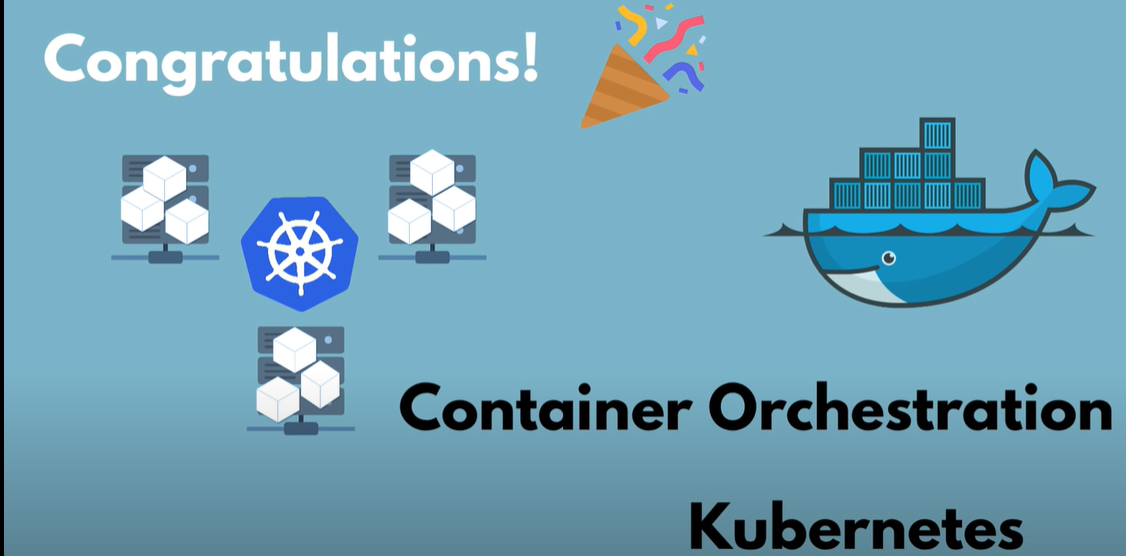 Congratulations!
Container Orchestration
Kubernetes